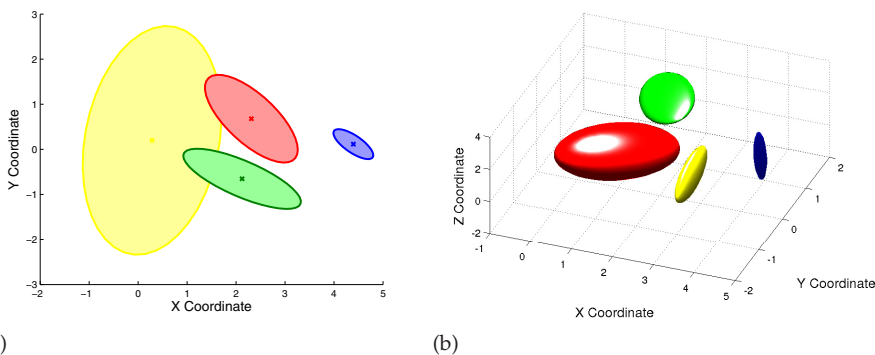 3
2
1
0
−1
−2
−3
−2 −1 0 1 2 3 4 5
Y Coordinate
X Coordinate
)
4
2
0
-2
Z Coordinate
-1 0 1 2 3 4 5
X Coordinate
-2 -1 0 1 2
Y Coordinate
(b)